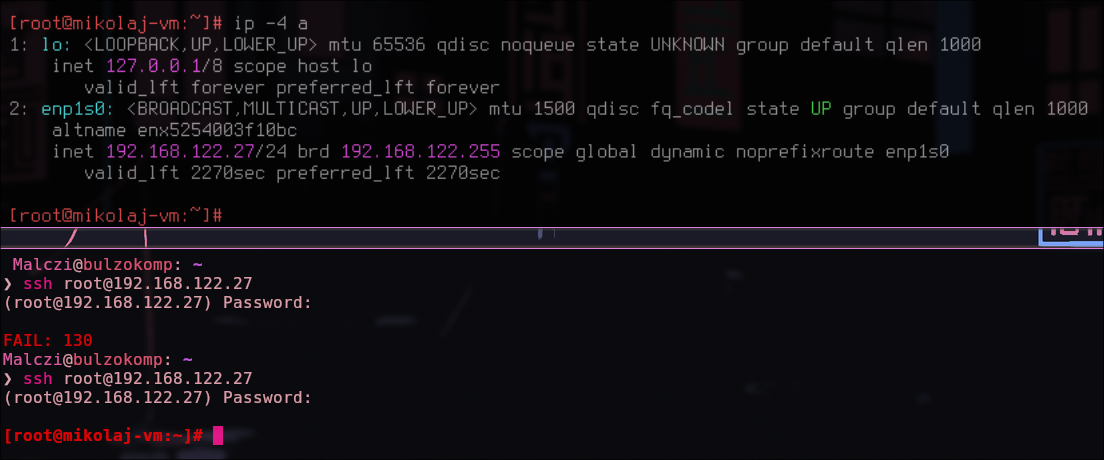 [root@mikolaj-vm:~]# ip -4 a
1: lo: <LOOPBACK,UP,LOWER_UP> mtu 65536 qdisc noqueue state UNKNOWN group default qlen 1000
    inet 127.0.0.1/8 scope host lo
       valid_lft forever preferred_lft forever
2: enp1s0: <BROADCAST,MULTICAST,UP,LOWER_UP> mtu 1500 qdisc fq_codel state UP group default qlen 1000
    altname enx5254003f10bc
    inet 192.168.122.27/24 brd 192.168.122.255 scope global dynamic noprefixroute enp1s0
       valid_lft 2270sec preferred_lft 2270sec
[root@mikolaj-vm:~]#
Malczi@bulzokomp: ~
❯ ssh root@192.168.122.27
(root@192.168.122.27) Password:
FAIL: 130
Malczi@bulzokomp: ~
❯ ssh root@192.168.122.27
(root@192.168.122.27) Password:
[root@mikolaj-vm:~]#